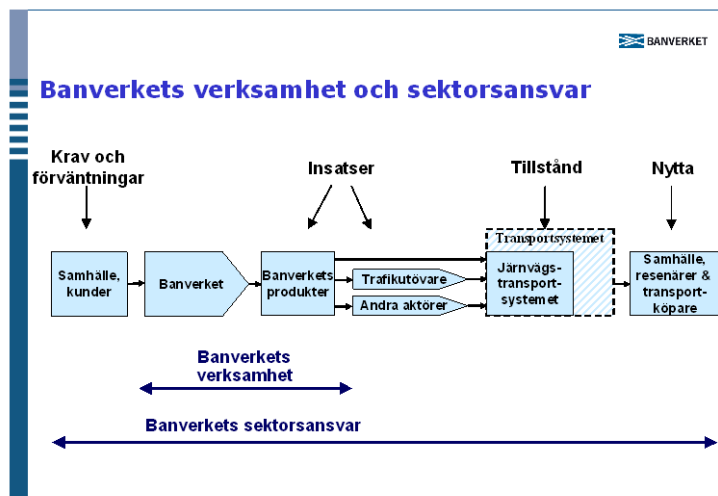 BANVERKET
Banverkets verksamhet och sektorsansvar
Krav och
förväntningar
Insatser
Tillstånd
Nytta
Samhälle,
kunder
Banverket
Banverkets
produkter
Trafikutövare
Andra aktörer
Transportsystemet
Järnvägs-
transport-
systemet
Samhälle,
resenärer &
transport-
köpare
Banverkets
verksamhet
Banverkets sektorsansvar